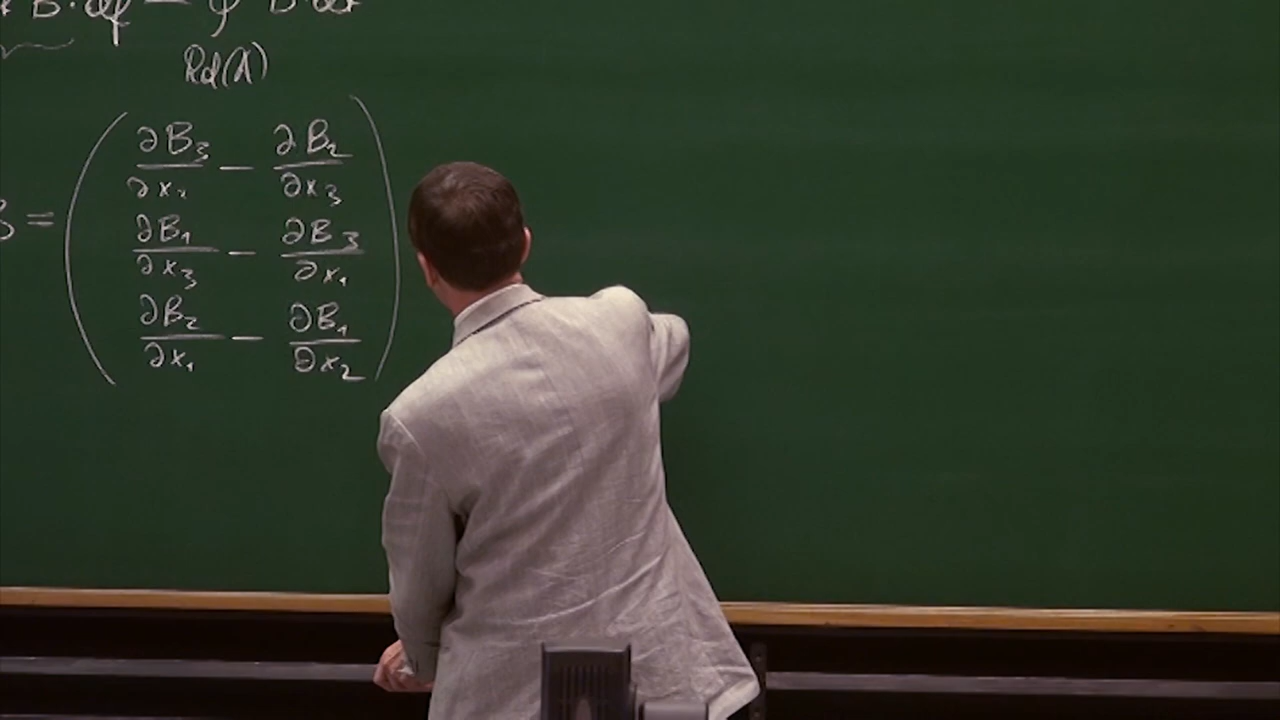 Rd(A)
= ( ∂B₃/∂x₂ − ∂B₂/∂x₃
∂B₁/∂x₃ − ∂B₃/∂x₁
∂B₂/∂x₁ − ∂B₁/∂x₂ )